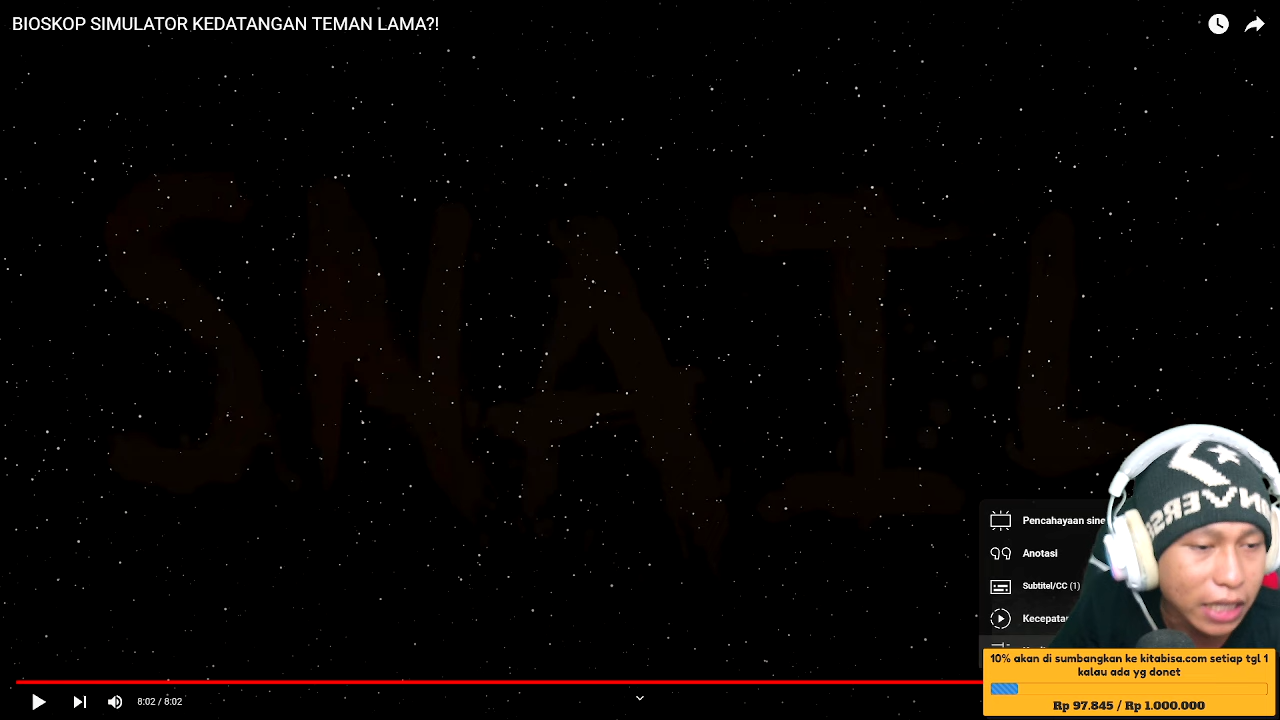 BIOSKOP SIMULATOR KEDATANGAN TEMAN LAMA?!
SNAIL
CONVERSE
Pencahayaan sine
Anotasi
Subtitel/CC (1)
10% akan di sumbangkan ke kitabisa.com setiap tgl 1
kalau ada yg donet
Rp 97.845 / Rp 1.000.000
8:02 / 8:02